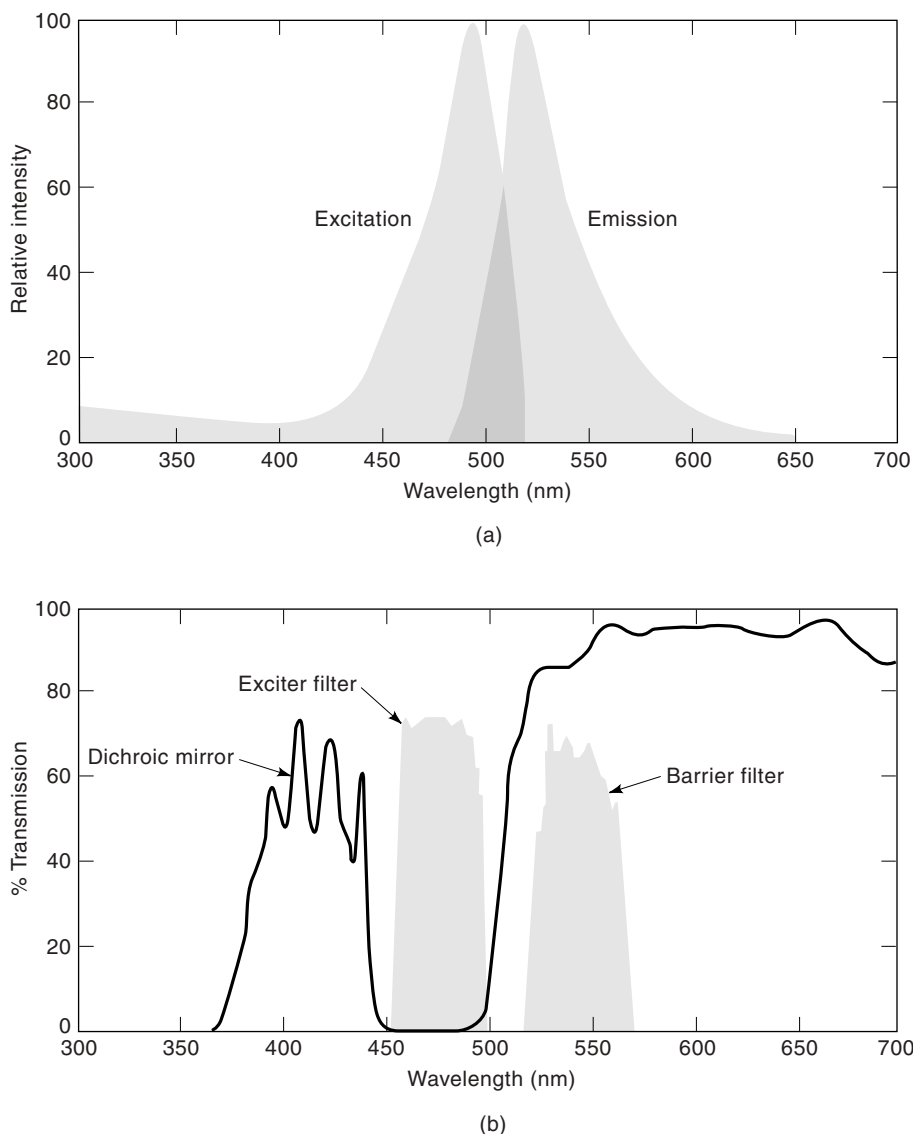 100
80
60
40
20
0
Relative intensity
Excitation
Emission
300 350 400 450 500 550 600 650 700
Wavelength (nm)
(a)
100
80
60
40
20
0
% Transmission
Exciter filter
Dichroic mirror
Barrier filter
300 350 400 450 500 550 600 650 700
Wavelength (nm)
(b)